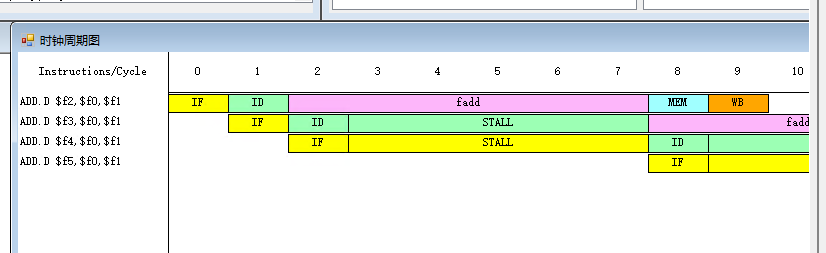 时钟周期图
Instructions/Cycle 0 1 2 3 4 5 6 7 8 9 10
ADD.D $f2,$f0,$f1 IF ID fadd MEM WB
ADD.D $f3,$f0,$f1 IF ID STALL fadd
ADD.D $f4,$f0,$f1 IF STALL ID
ADD.D $f5,$f0,$f1 IF